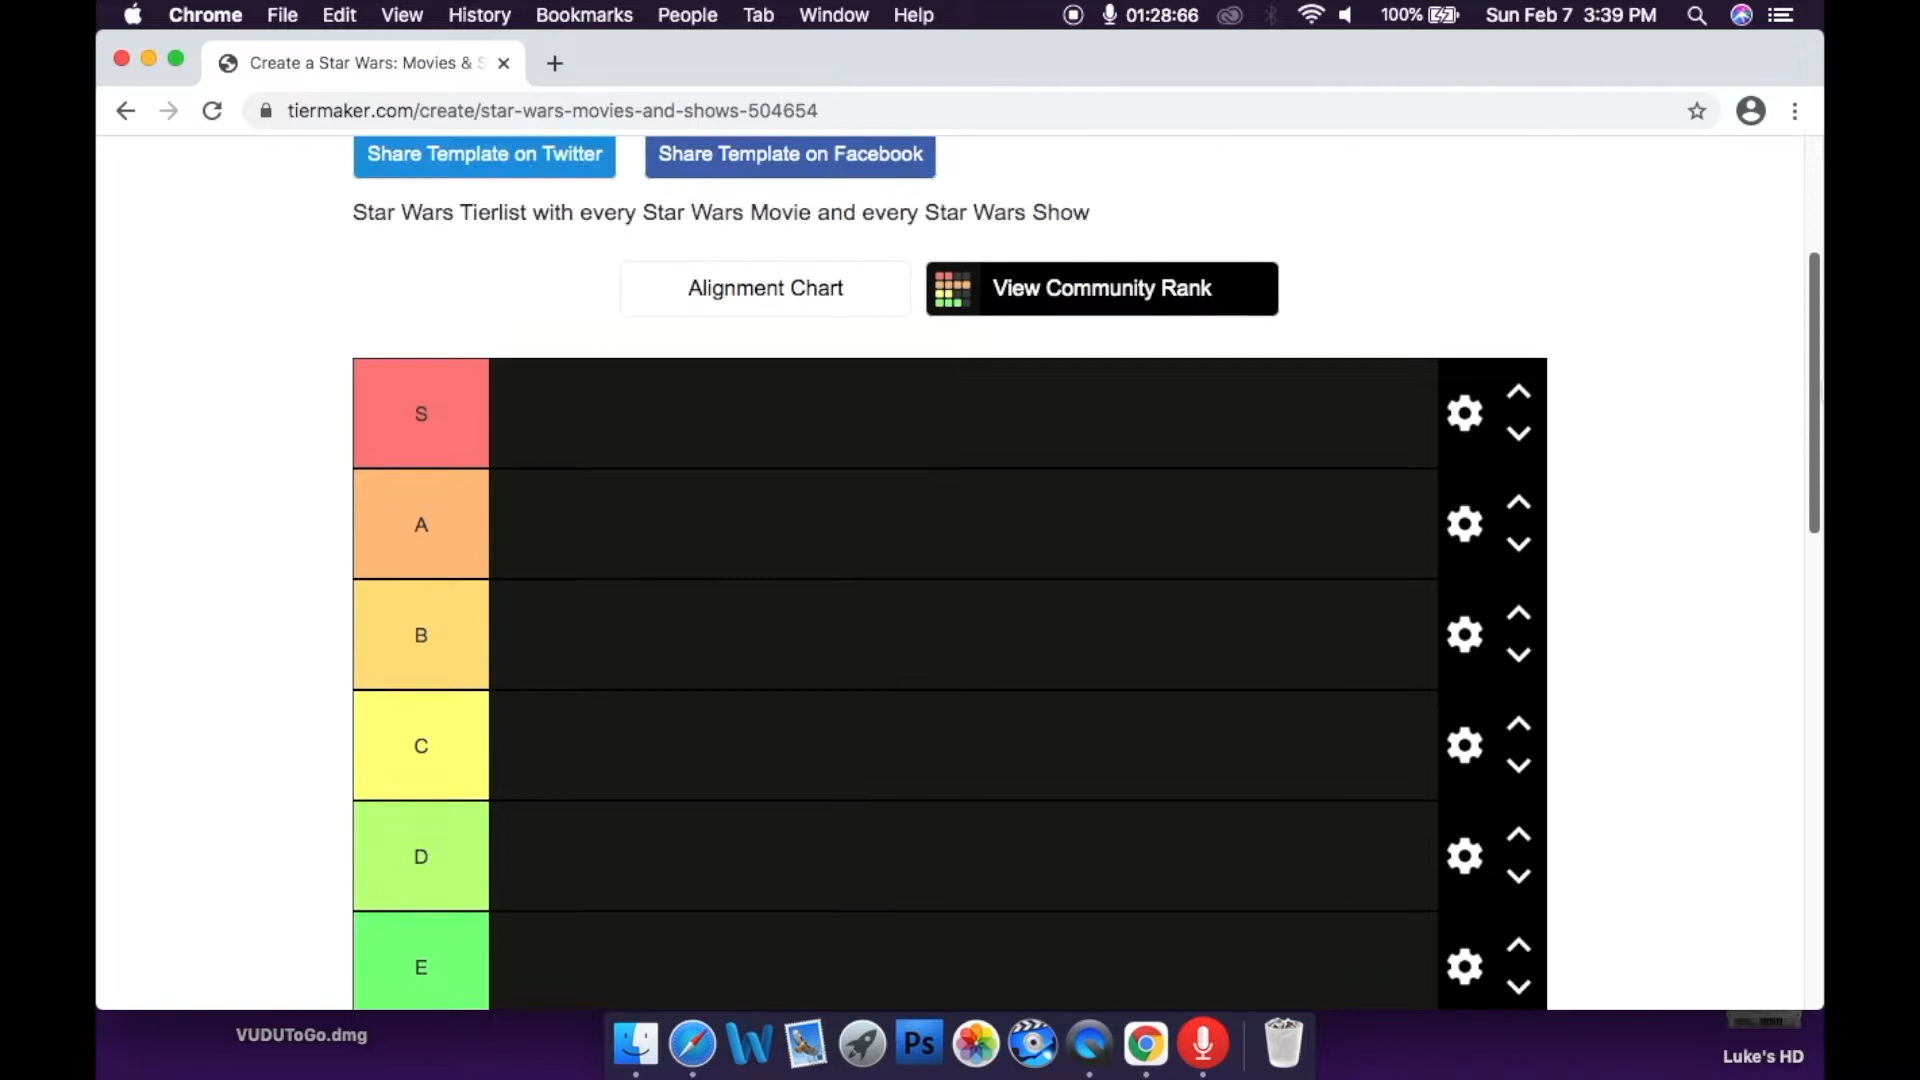 Chrome File Edit View History Bookmarks People Tab Window Help 01:28:66 100% Sun Feb 7 3:39 PM
Create a Star Wars: Movies & S
tiermaker.com/create/star-wars-movies-and-shows-504654
Share Template on Twitter Share Template on Facebook
Star Wars Tierlist with every Star Wars Movie and every Star Wars Show
Alignment Chart View Community Rank
S
A
B
C
D
E
VUDUToGo.dmg
Ps
Luke's HD